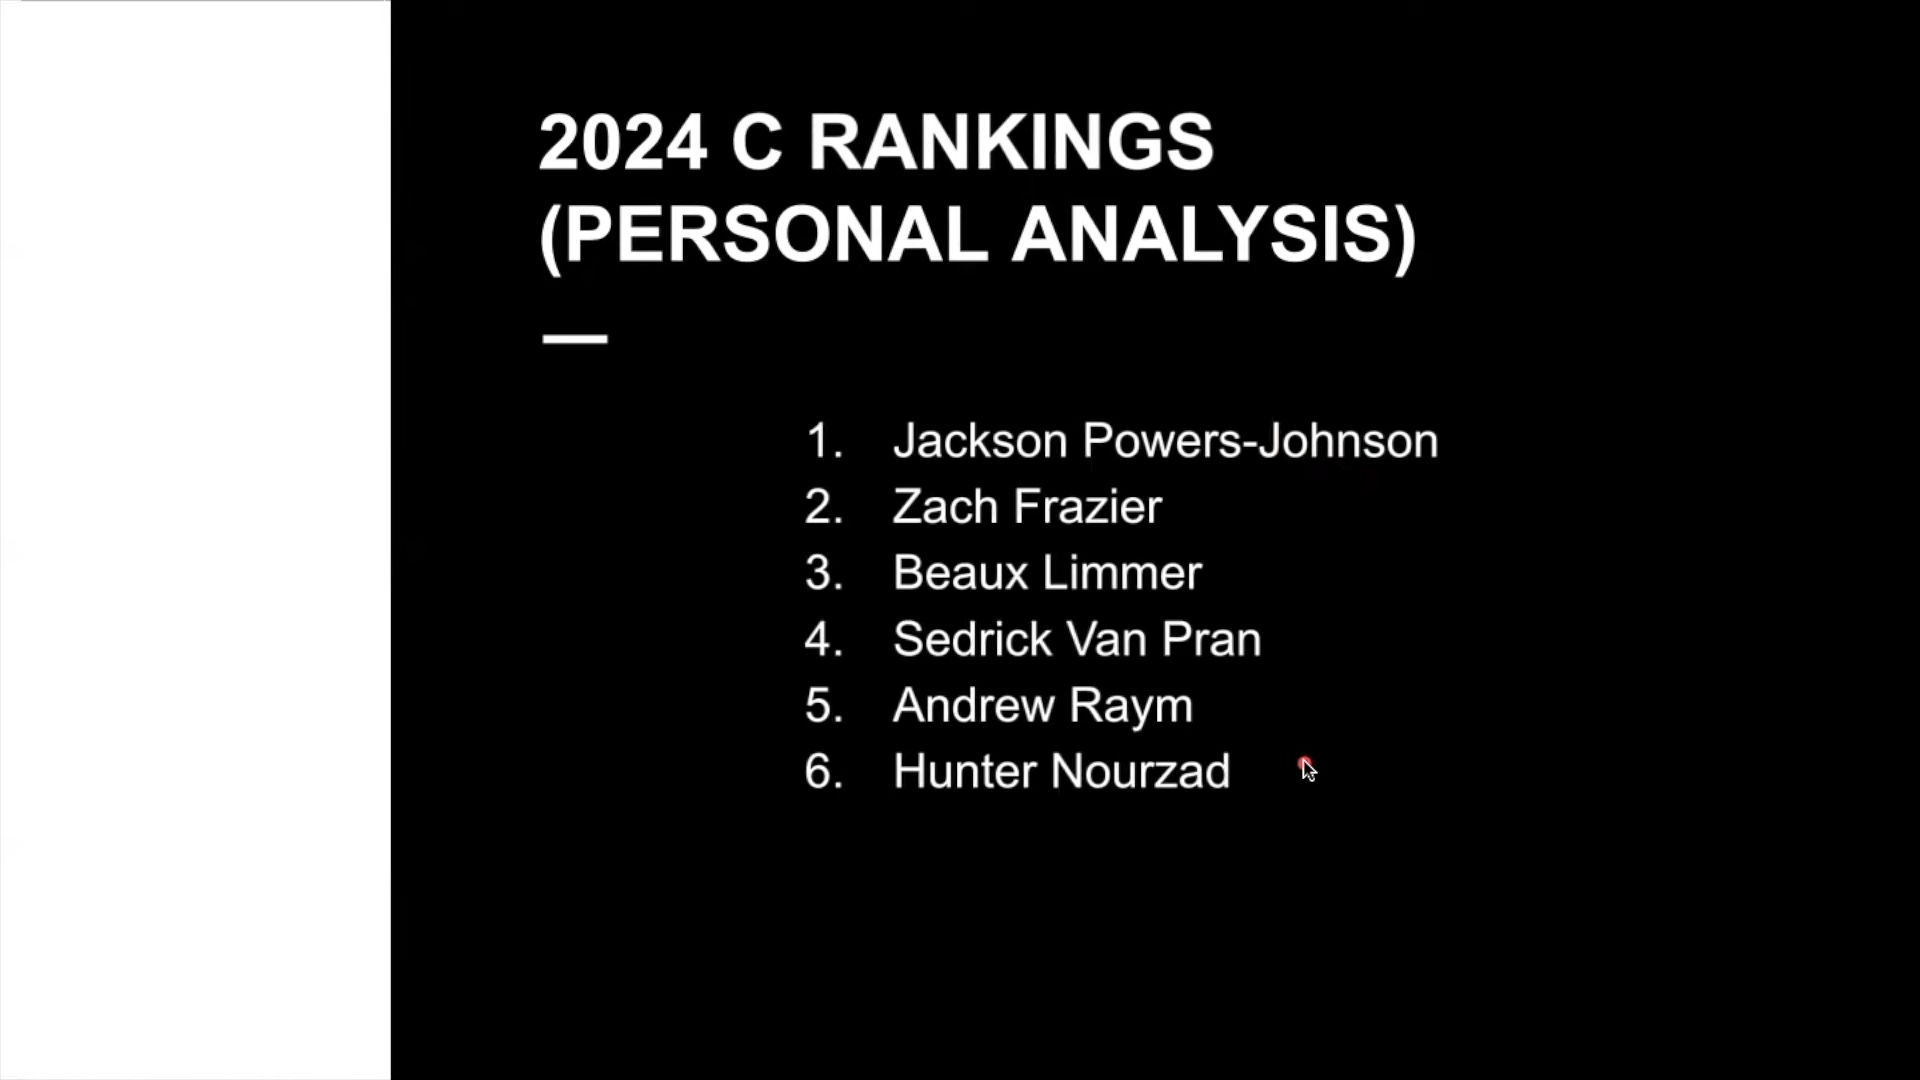 2024 C RANKINGS
(PERSONAL ANALYSIS)
1. Jackson Powers-Johnson
2. Zach Frazier
3. Beaux Limmer
4. Sedrick Van Pran
5. Andrew Raym
6. Hunter Nourzad